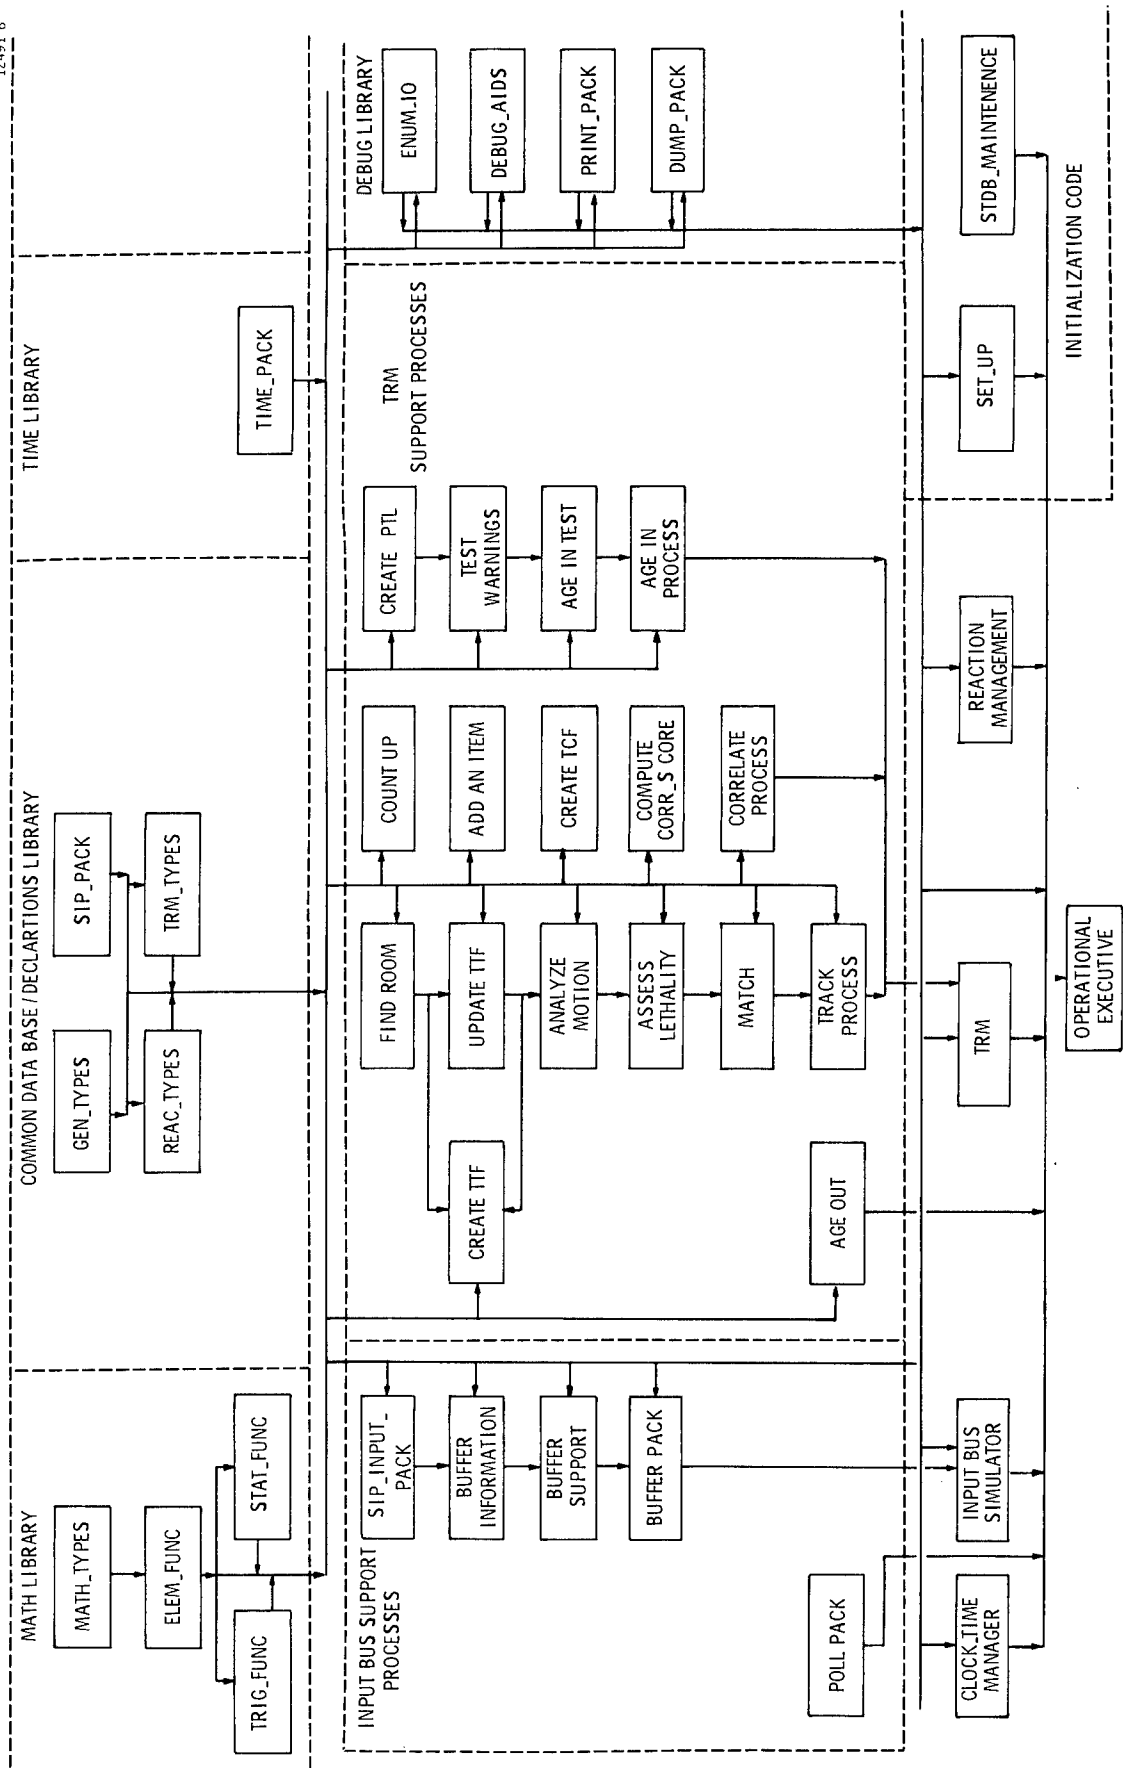 MATH LIBRARY
MATH_TYPES
ELEM_FUNC
TRIG_FUNC
STAT_FUNC
COMMON DATA BASE / DECLARTIONS LIBRARY
GEN_TYPES
SIP_PACK
REAC_TYPES
TRM_TYPES
TIME LIBRARY
TIME_PACK
INPUT BUS SUPPORT
PROCESSES
SIP_INPUT_
PACK
BUFFER
INFORMATION
BUFFER
SUPPORT
BUFFER PACK
POLL PACK
CREATE TTF
AGE OUT
FIND ROOM
UPDATE TTF
ANALYZE
MOTION
ASSESS
LETHALITY
MATCH
TRACK
PROCESS
COUNT UP
ADD AN ITEM
CREATE TCF
COMPUTE
CORR_S CORE
CORRELATE
PROCESS
CREATE PTL
TEST
WARNINGS
AGE IN TEST
AGE IN
PROCESS
TRM
SUPPORT PROCESSES
DEBUG LIBRARY
ENUM_IO
DEBUG_AIDS
PRINT_PACK
DUMP_PACK
CLOCK_TIME
MANAGER
INPUT BUS
SIMULATOR
TRM
REACTION
MANAGEMENT
SET_UP
STDB_MAINTENENCE
INITIALIZATION CODE
OPERATIONAL
EXECUTIVE